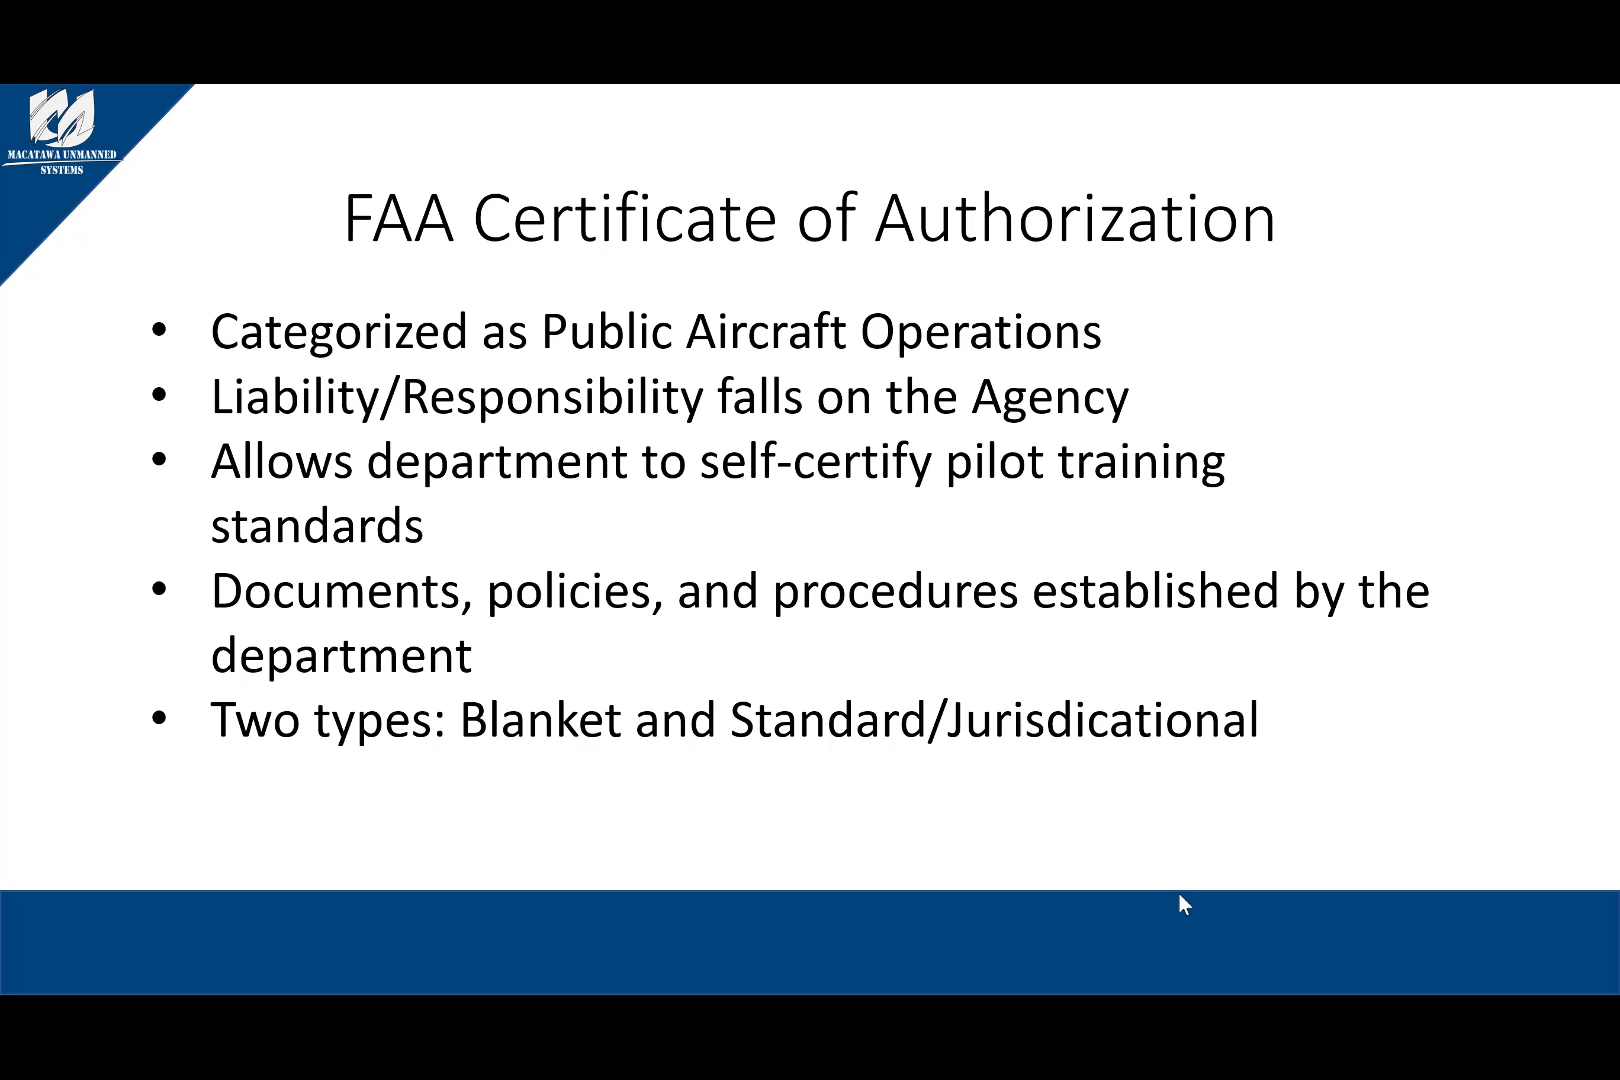 MACATAWA UNMANNED
SYSTEMS
FAA Certificate of Authorization
• Categorized as Public Aircraft Operations
• Liability/Responsibility falls on the Agency
• Allows department to self-certify pilot training
standards
• Documents, policies, and procedures established by the
department
• Two types: Blanket and Standard/Jurisdicational